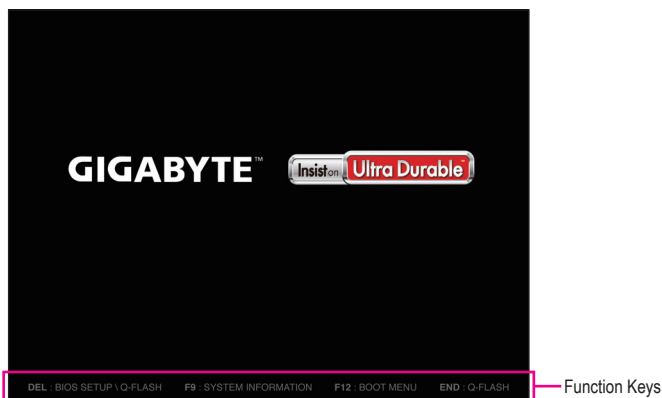 GIGABYTE™ Insist on Ultra Durable™
DEL : BIOS SETUP \ Q-FLASH F9 : SYSTEM INFORMATION F12 : BOOT MENU END : Q-FLASH
Function Keys